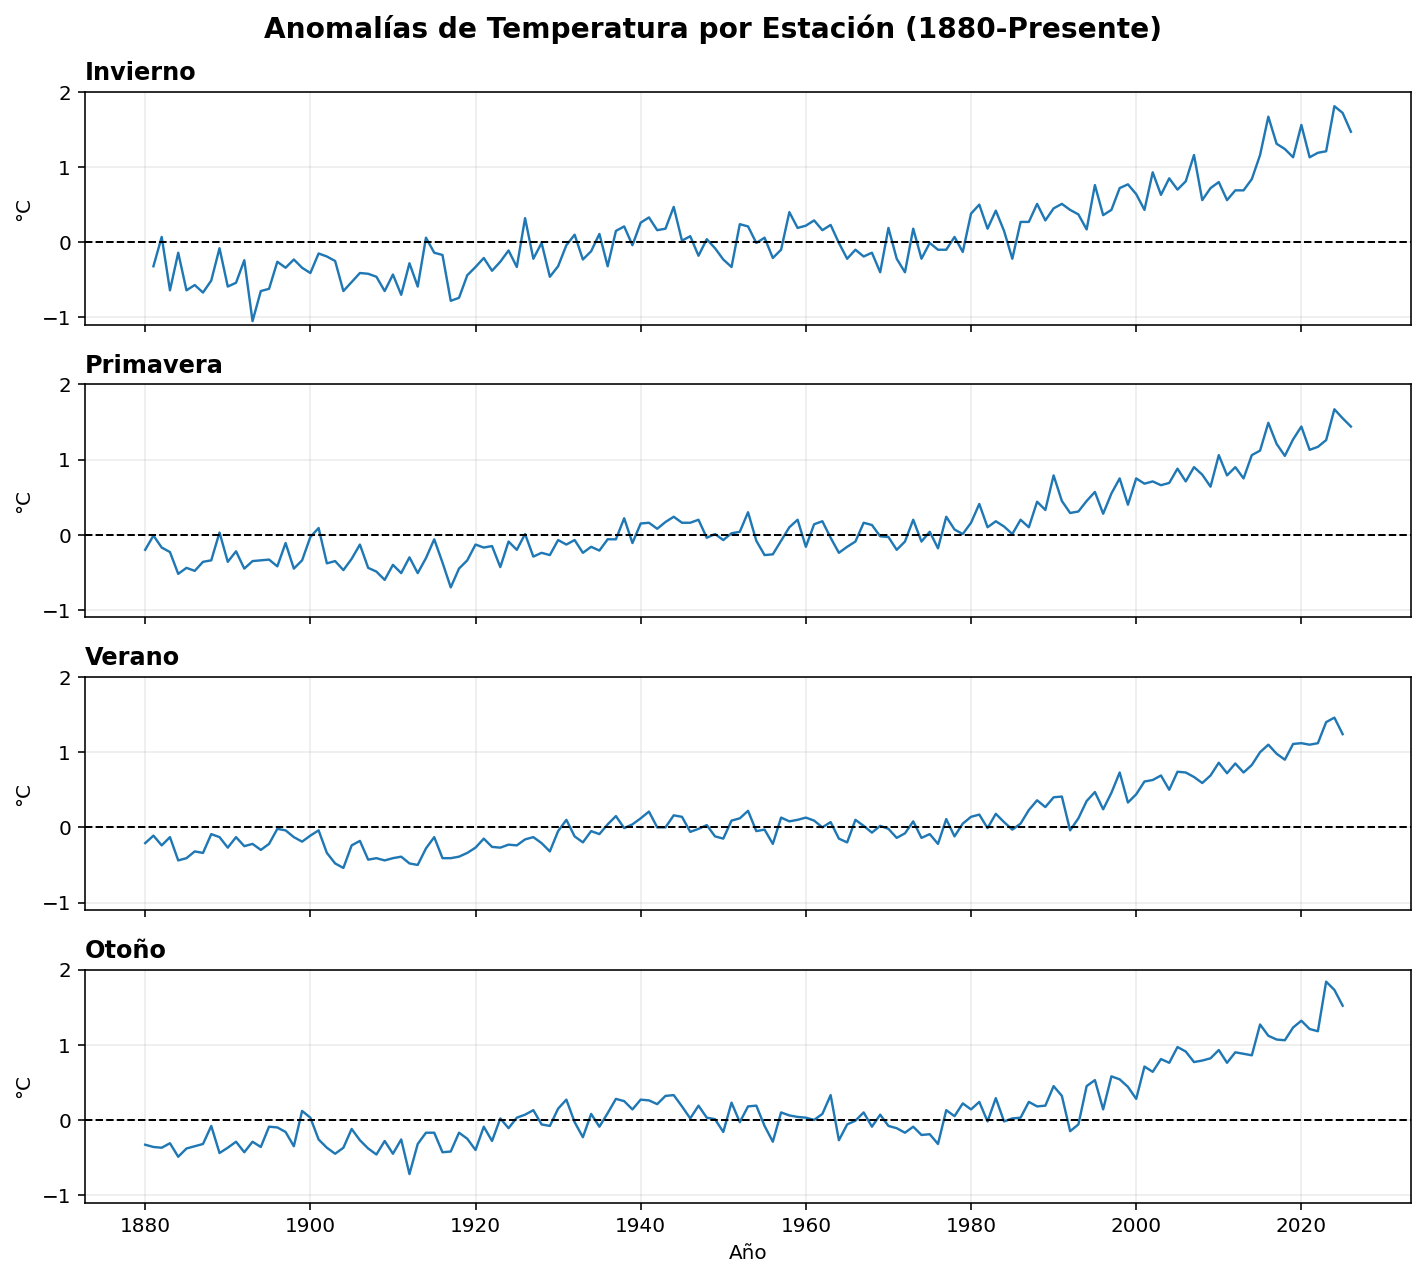 Anomalías de Temperatura por Estación (1880-Presente)
Invierno
2
1
0
−1
°C
Primavera
2
1
0
−1
°C
Verano
2
1
0
−1
°C
Otoño
2
1
0
−1
°C
1880 1900 1920 1940 1960 1980 2000 2020
Año